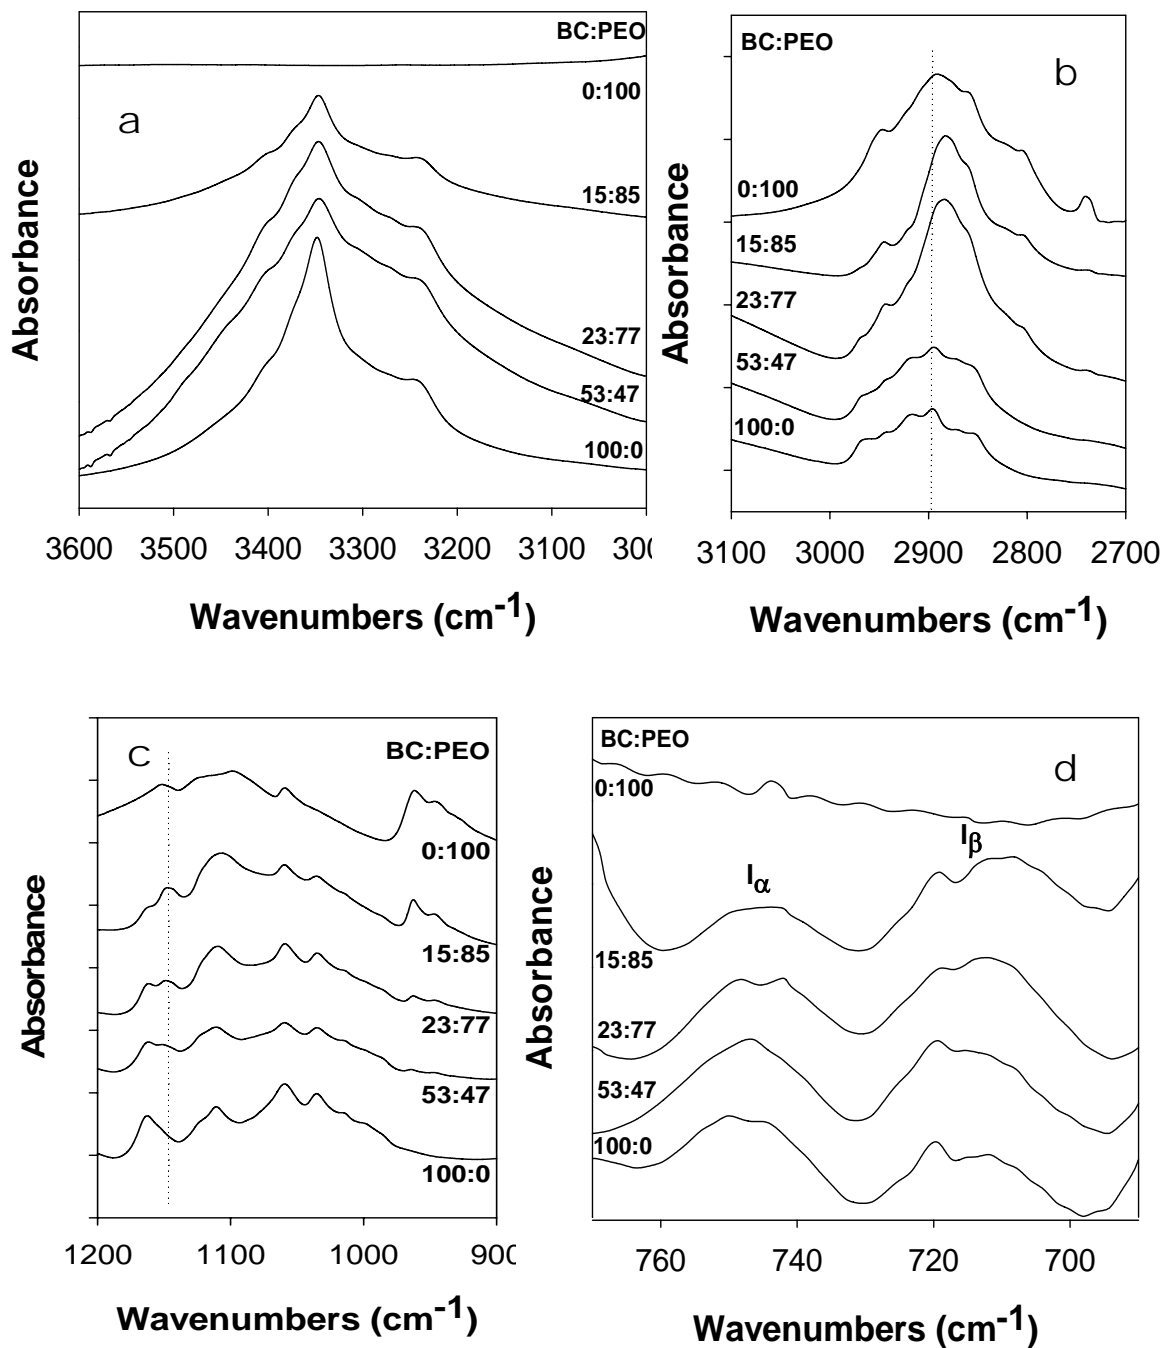 BC:PEO
0:100
a
15:85
23:77
53:47
100:0
Absorbance
3600 3500 3400 3300 3200 3100 300
Wavenumbers (cm-1)
BC:PEO
b
0:100
15:85
23:77
53:47
100:0
Absorbance
3100 3000 2900 2800 2700
Wavenumbers (cm-1)
c
BC:PEO
0:100
15:85
23:77
53:47
100:0
Absorbance
1200 1100 1000 900
Wavenumbers (cm-1)
BC:PEO
d
0:100
Iβ
Iα
15:85
23:77
53:47
100:0
Absorbance
760 740 720 700
Wavenumbers (cm-1)